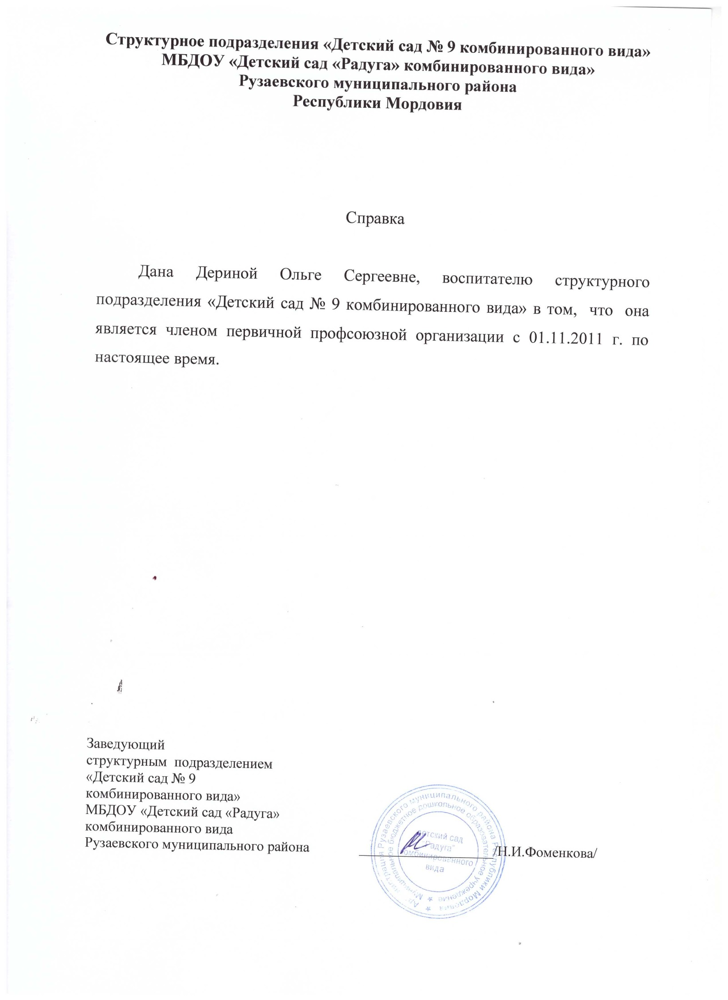 Структурное подразделения «Детский сад № 9 комбинированного вида»
МБДОУ «Детский сад «Радуга» комбинированного вида»
Рузаевского муниципального района
Республики Мордовия
Справка
Дана Дериной Ольге Сергеевне, воспитателю структурного
подразделения «Детский сад № 9 комбинированного вида» в том, что она
является членом первичной профсоюзной организации с 01.11.2011 г. по
настоящее время.
Заведующий
структурным подразделением
«Детский сад № 9
комбинированного вида»
МБДОУ «Детский сад «Радуга»
комбинированного вида
Рузаевского муниципального района
/Н.И.Фоменкова/
Рузаевского муниципального района Республики Мордовия
Муниципальное бюджетное дошкольное образовательное учреждение
детский сад
"Радуга"
комбинированного
вида